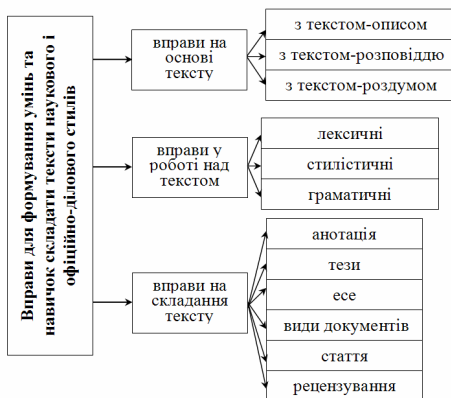 Вправи для формування умінь та
навичок складати тексти наукового і
офіційно-ділового стилів
вправи на
основі
тексту
з текстом-описом
з текстом-розповіддю
з текстом-роздумом
вправи у
роботі над
текстом
лексичні
стилістичні
граматичні
вправи на
складання
тексту
анотація
тези
есе
види документів
стаття
рецензування